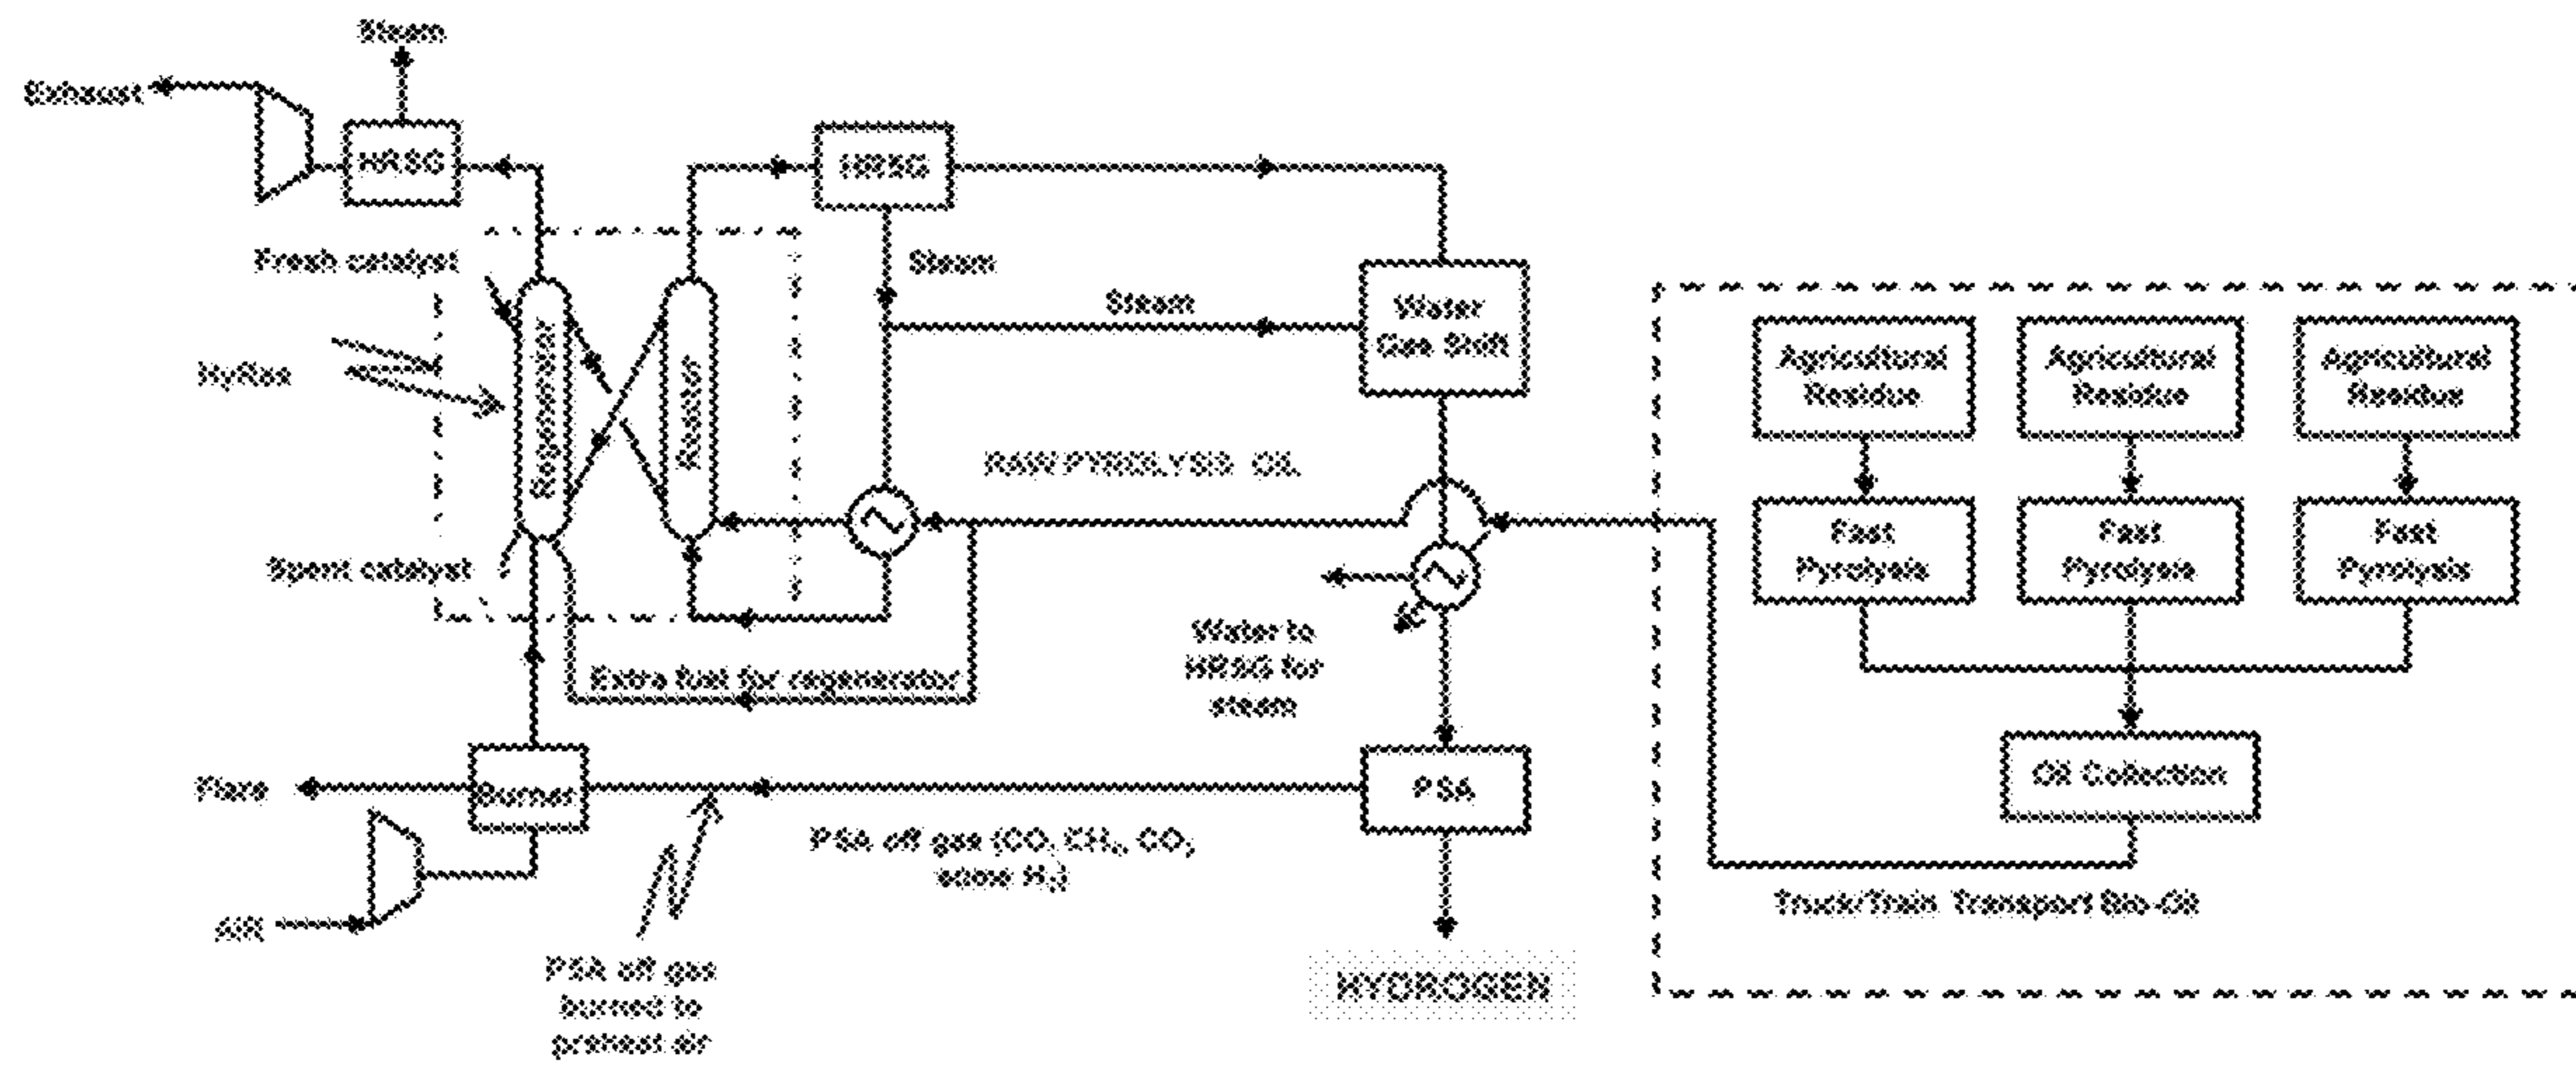 Steam
Exhaust
HRSG
HRSG
Fresh catalyst
Steam
Steam
Water
Gas Shift
Regenerator
Reactor
RAW PYROLYSIS OIL
Spent catalyst
Water to
HRSG for
steam
Extra fuel for regenerator
Flare
Burner
PSA
PSA off gas (CO, CH₄, CO₂
some H₂)
AIR
PSA off gas
burned to
preheat air
HYDROGEN
Agricultural
Residue
Agricultural
Residue
Agricultural
Residue
Fast
Pyrolysis
Fast
Pyrolysis
Fast
Pyrolysis
Oil Collection
Truck/Train Transport Bio-Oil